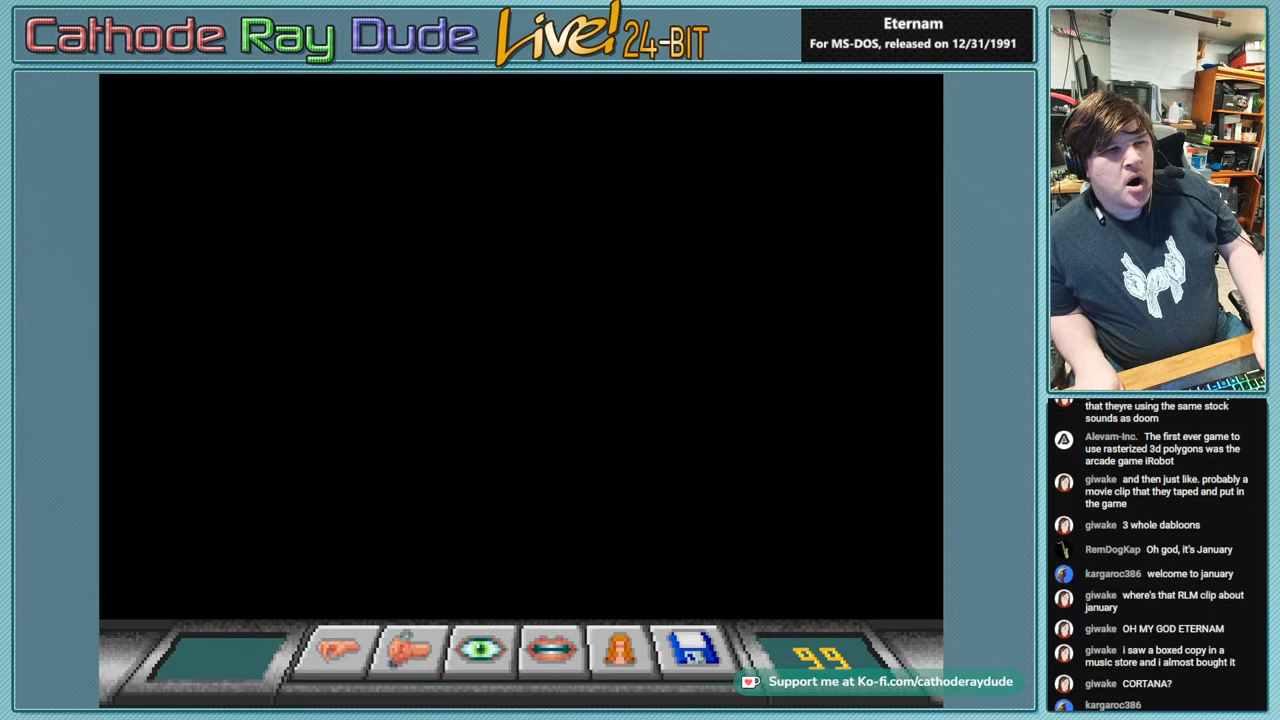 Cathode Ray Dude Live! 24-BIT
Eternam
For MS-DOS, released on 12/31/1991
99
Support me at Ko-fi.com/cathoderaydude
that theyre using the same stock
sounds as doom
Alevam-Inc. The first ever game to
use rasterized 3d polygons was the
arcade game iRobot
giwake and then just like. probably a
movie clip that they taped and put in
the game
giwake 3 whole dabloons
RemDogKap Oh god, it's January
kargaroc386 welcome to january
giwake where's that RLM clip about
january
giwake OH MY GOD ETERNAM
giwake i saw a boxed copy in a
music store and i almost bought it
giwake CORTANA?
kargaroc386